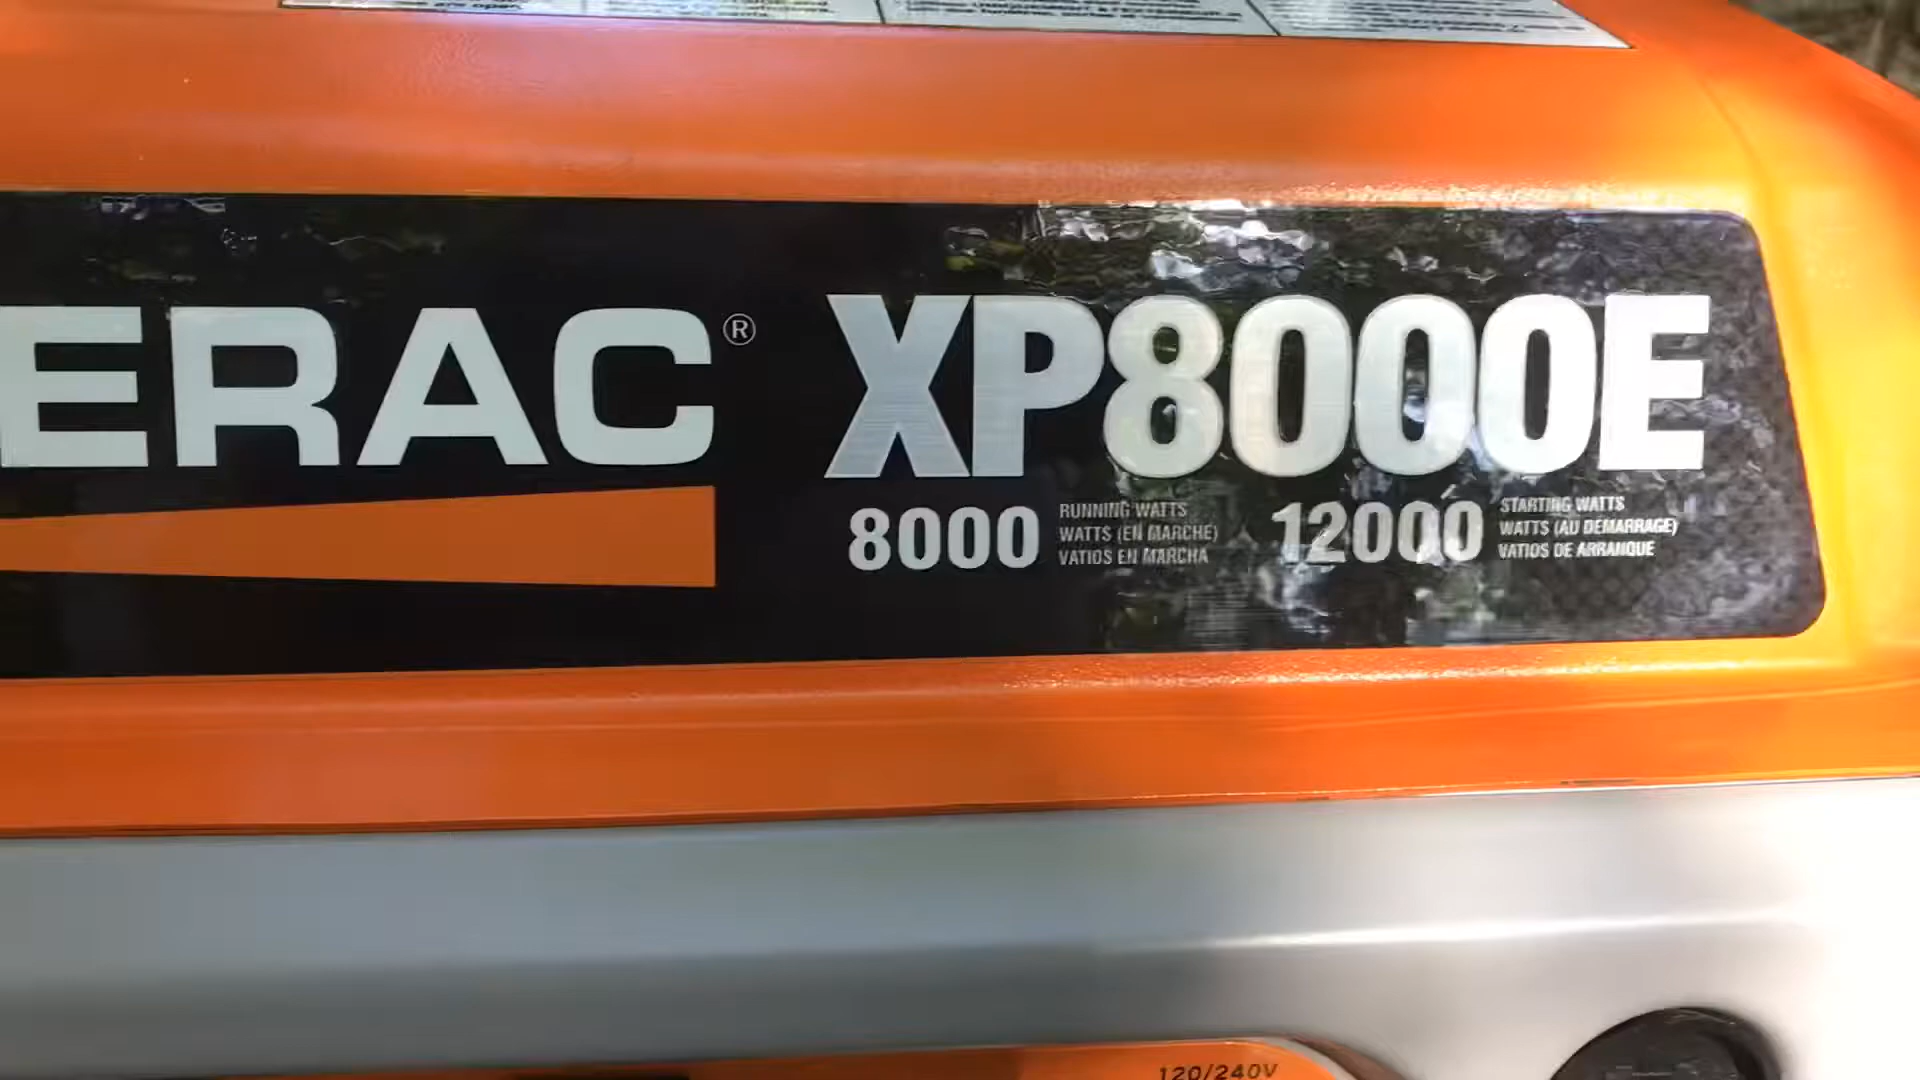 ERAC® XP8000E
8000 RUNNING WATTS
WATTS (EN MARCHE)
VATIOS EN MARCHA
12000 STARTING WATTS
WATTS (AU DEMARRAGE)
VATIOS DE ARRANQUE
120/240V